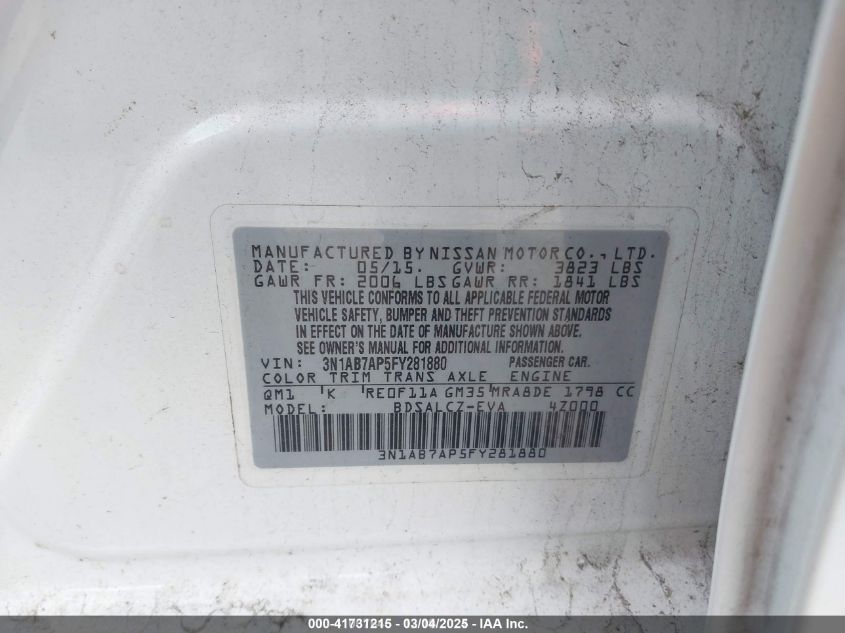 MANUFACTURED BY NISSAN MOTOR CO., LTD.
DATE: 05/15. GVWR: 3823 LBS
GAWR FR: 2006 LBS GAWR RR: 1841 LBS
THIS VEHICLE CONFORMS TO ALL APPLICABLE FEDERAL MOTOR
VEHICLE SAFETY, BUMPER AND THEFT PREVENTION STANDARDS
IN EFFECT ON THE DATE OF MANUFACTURE SHOWN ABOVE.
SEE OWNER'S MANUAL FOR ADDITIONAL INFORMATION.
VIN: 3N1AB7AP5FY281880 PASSENGER CAR.
COLOR TRIM TRANS AXLE ENGINE
QM1 K RE0F11A GM35 MRA8DE 1798 CC
MODEL: BDSALCZ-EVA 4Z000
3N1AB7AP5FY281880
000-41731215 - 03/04/2025 - IAA Inc.